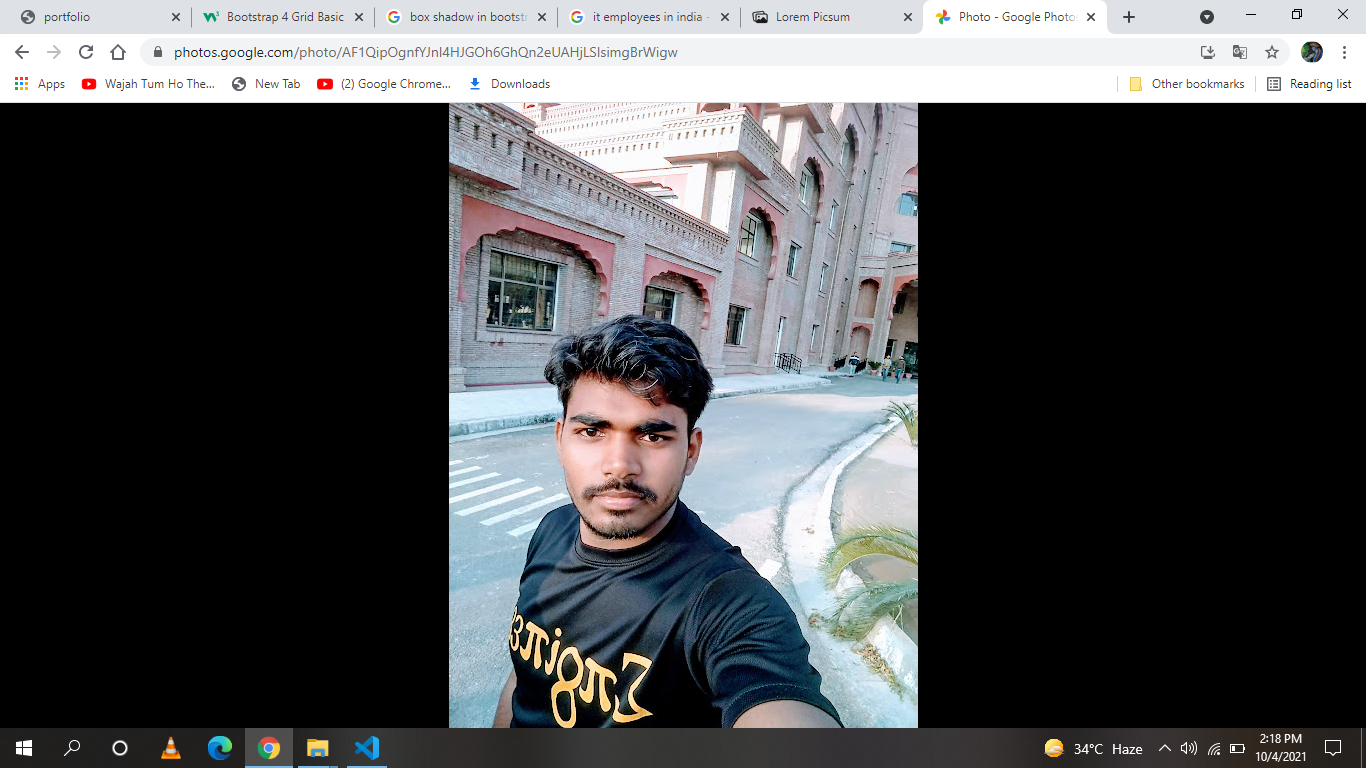 portfolio
Bootstrap 4 Grid Basic
box shadow in bootst
it employees in india -
Lorem Picsum
Photo - Google Photo
photos.google.com/photo/AF1QipOgnfYJnI4HJGOh6GhQn2eUAHjLSlsimgBrWigw
Apps
Wajah Tum Ho The...
New Tab
(2) Google Chrome...
Downloads
Other bookmarks
Reading list
34°C Haze
2:18 PM
10/4/2021